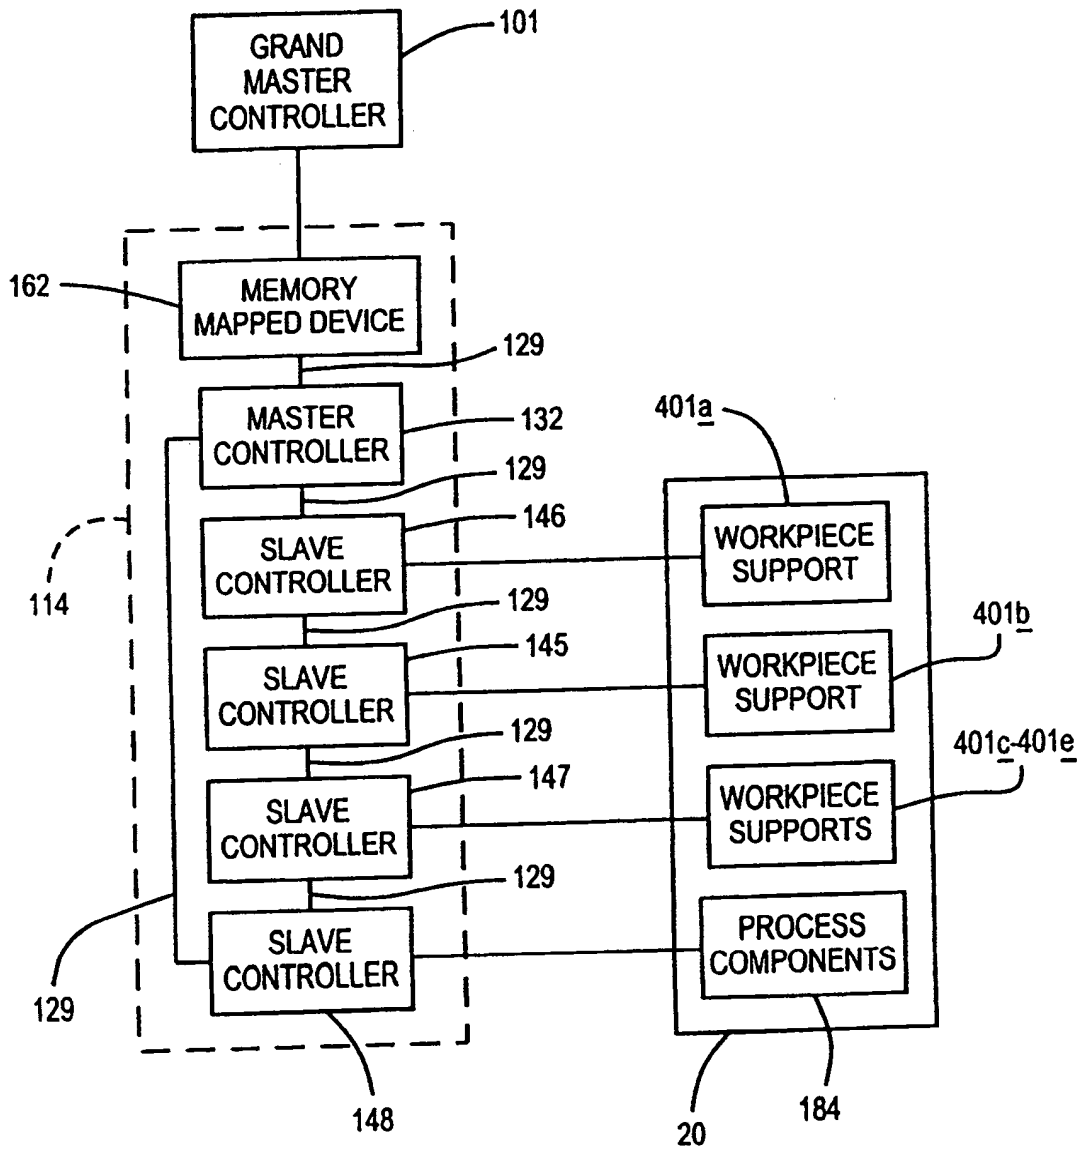 101
GRAND
MASTER
CONTROLLER
162
MEMORY
MAPPED DEVICE
129
MASTER
CONTROLLER
132
401a
129
146
SLAVE
CONTROLLER
WORKPIECE
SUPPORT
114
129
145
SLAVE
CONTROLLER
401b
WORKPIECE
SUPPORT
129
147
SLAVE
CONTROLLER
401c-401e
WORKPIECE
SUPPORTS
129
SLAVE
CONTROLLER
PROCESS
COMPONENTS
129
148
20
184